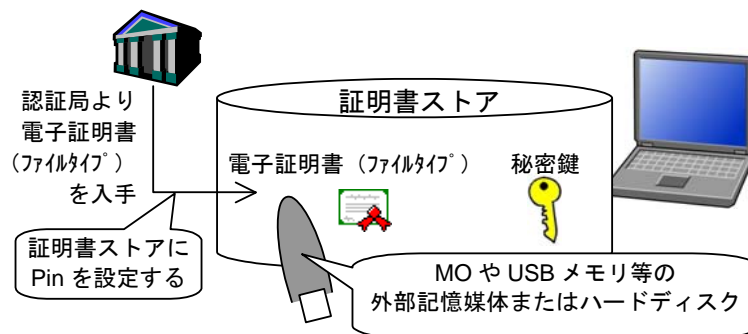 認証局より
電子証明書
（ﾌｧｲﾙﾀｲﾌﾟ）
を入手
証明書ストア
電子証明書（ﾌｧｲﾙﾀｲﾌﾟ）
秘密鍵
証明書ストアに
Pin を設定する
MO や USB メモリ等の
外部記憶媒体またはハードディスク